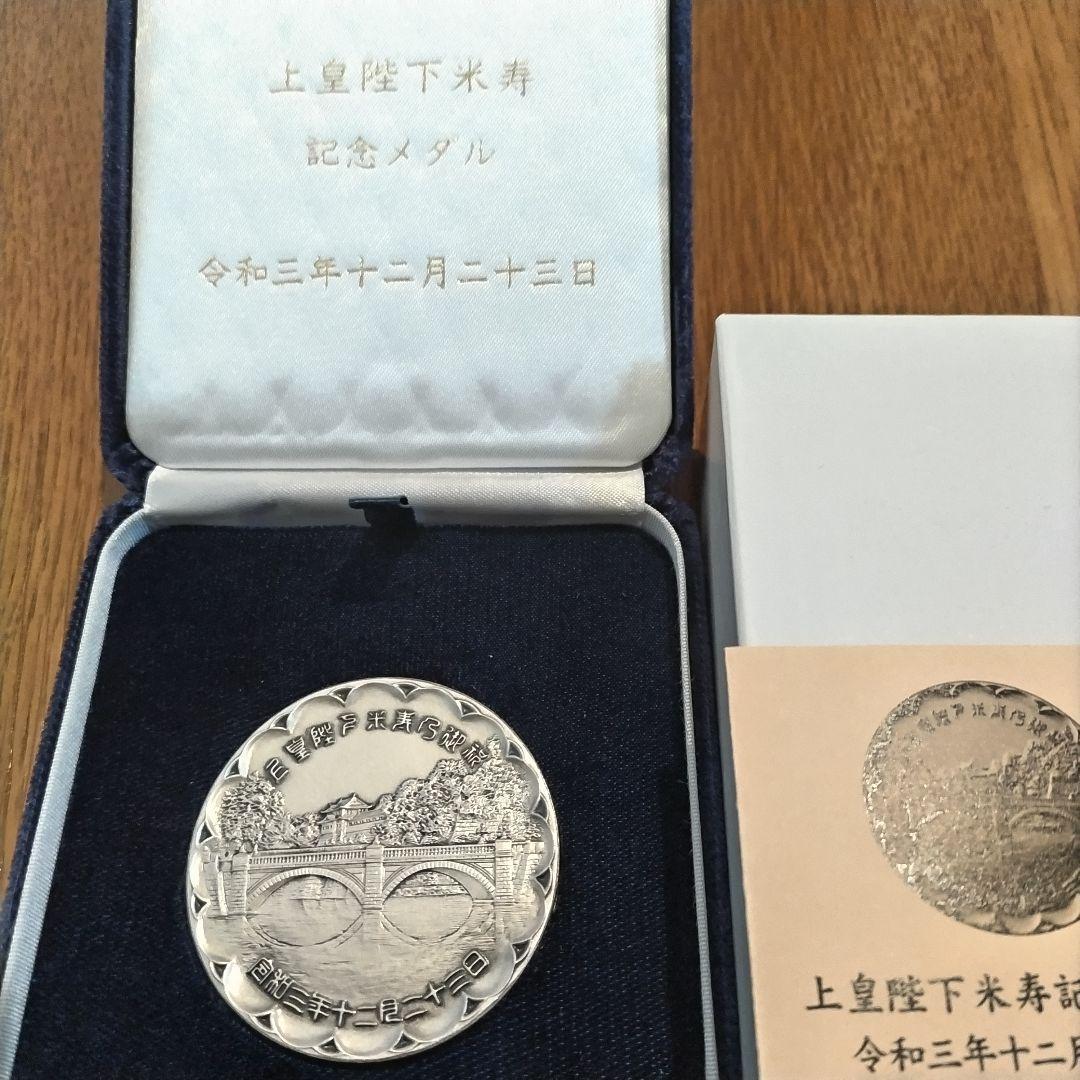 上皇陛下米寿
記念メダル
令和三年十二月二十三日
上皇陛下米寿乃御祝
令和三年十二月二十三日
上皇陛下米寿記
令和三年十二月